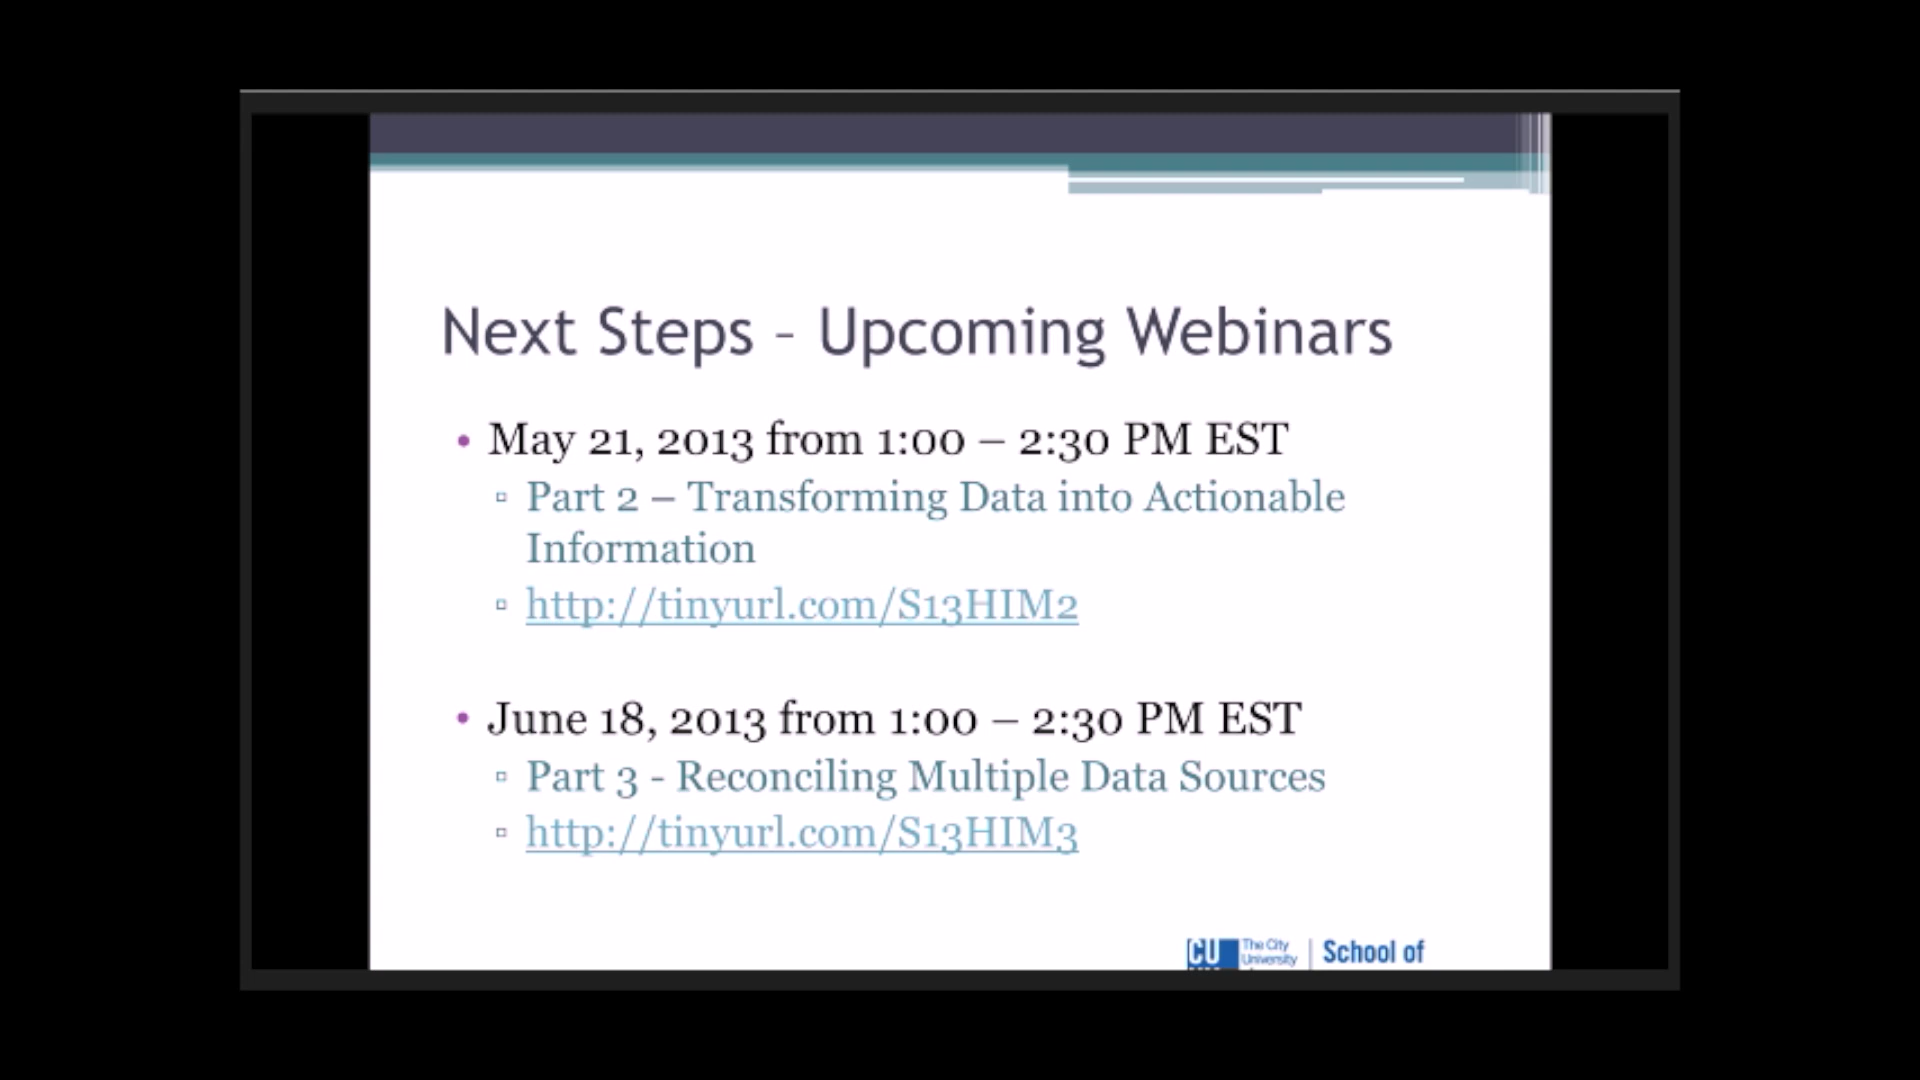 Next Steps – Upcoming Webinars
• May 21, 2013 from 1:00 – 2:30 PM EST
▫ Part 2 – Transforming Data into Actionable
Information
▫ http://tinyurl.com/S13HIM2
• June 18, 2013 from 1:00 – 2:30 PM EST
▫ Part 3 - Reconciling Multiple Data Sources
▫ http://tinyurl.com/S13HIM3
CU The City
University
School of